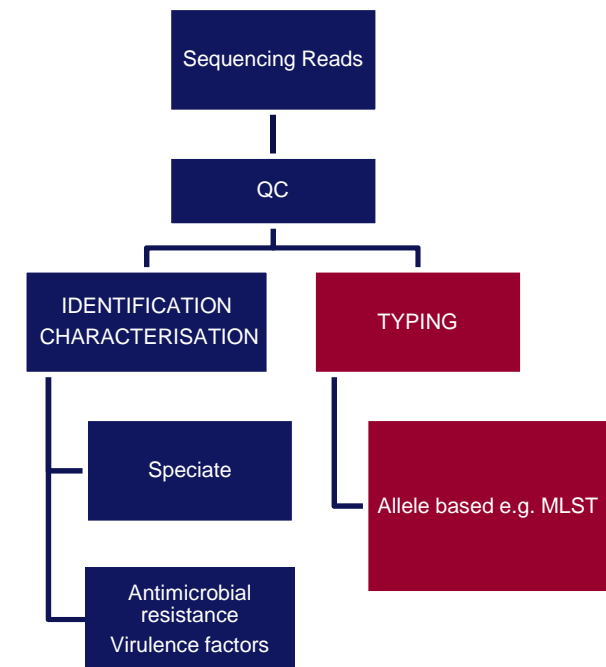 Sequencing Reads
QC
IDENTIFICATION
CHARACTERISATION
TYPING
Speciate
Allele based e.g. MLST
Antimicrobial
resistance
Virulence factors